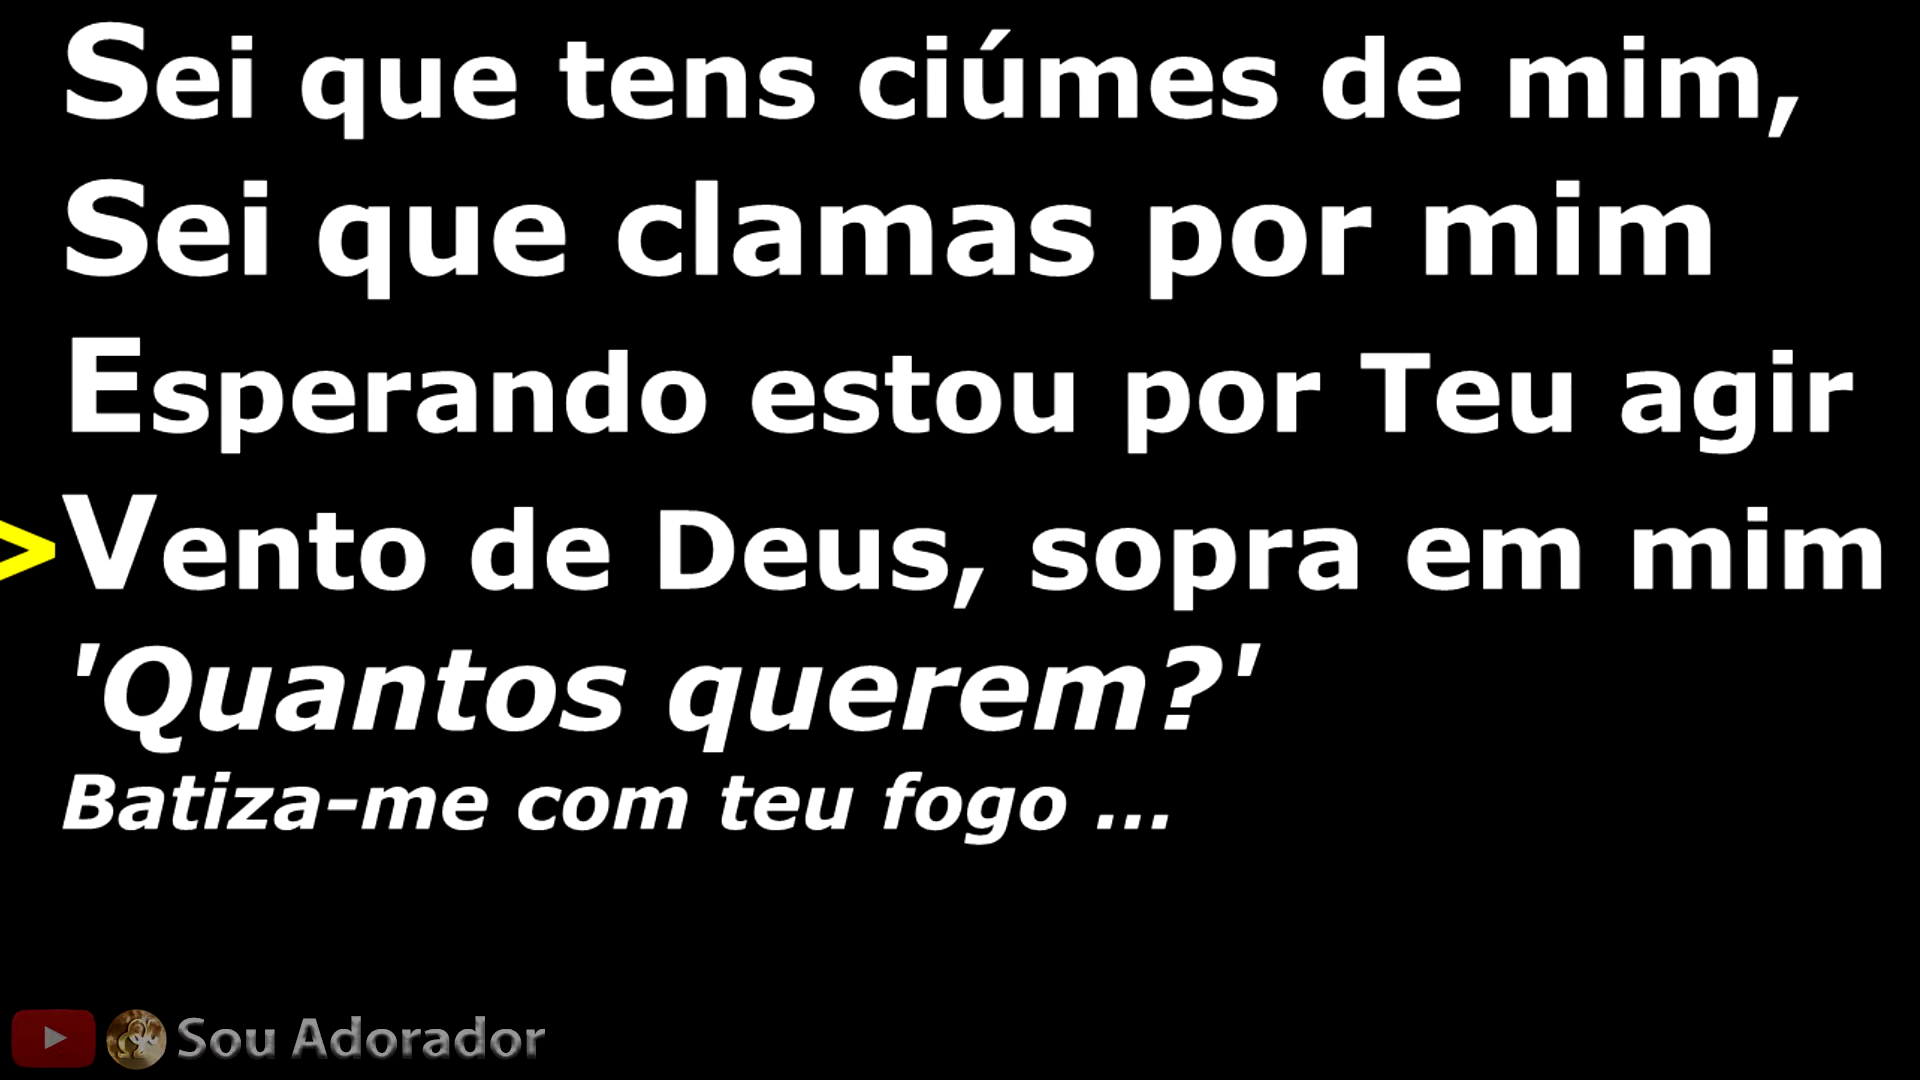 Sei que tens ciúmes de mim,
Sei que clamas por mim
Esperando estou por Teu agir
>Vento de Deus, sopra em mim
'Quantos querem?'
Batiza-me com teu fogo ...
Sou Adorador